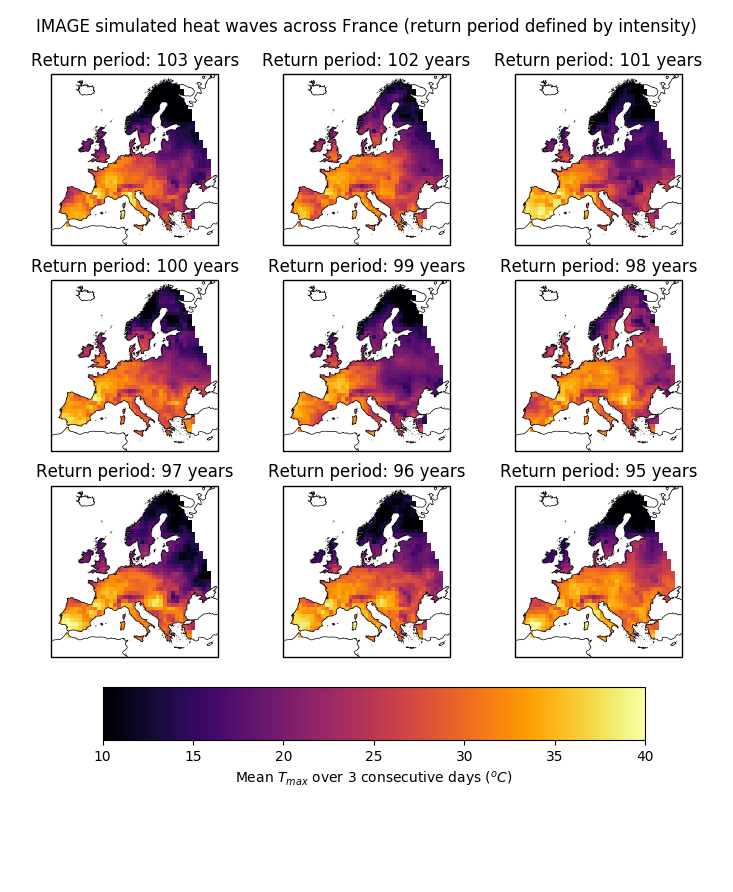 IMAGE simulated heat waves across France (return period defined by intensity)
Return period: 103 years
Return period: 102 years
Return period: 101 years
Return period: 100 years
Return period: 99 years
Return period: 98 years
Return period: 97 years
Return period: 96 years
Return period: 95 years
10 15 20 25 30 35 40
Mean $T_{max}$ over 3 consecutive days ($^{o}C$)